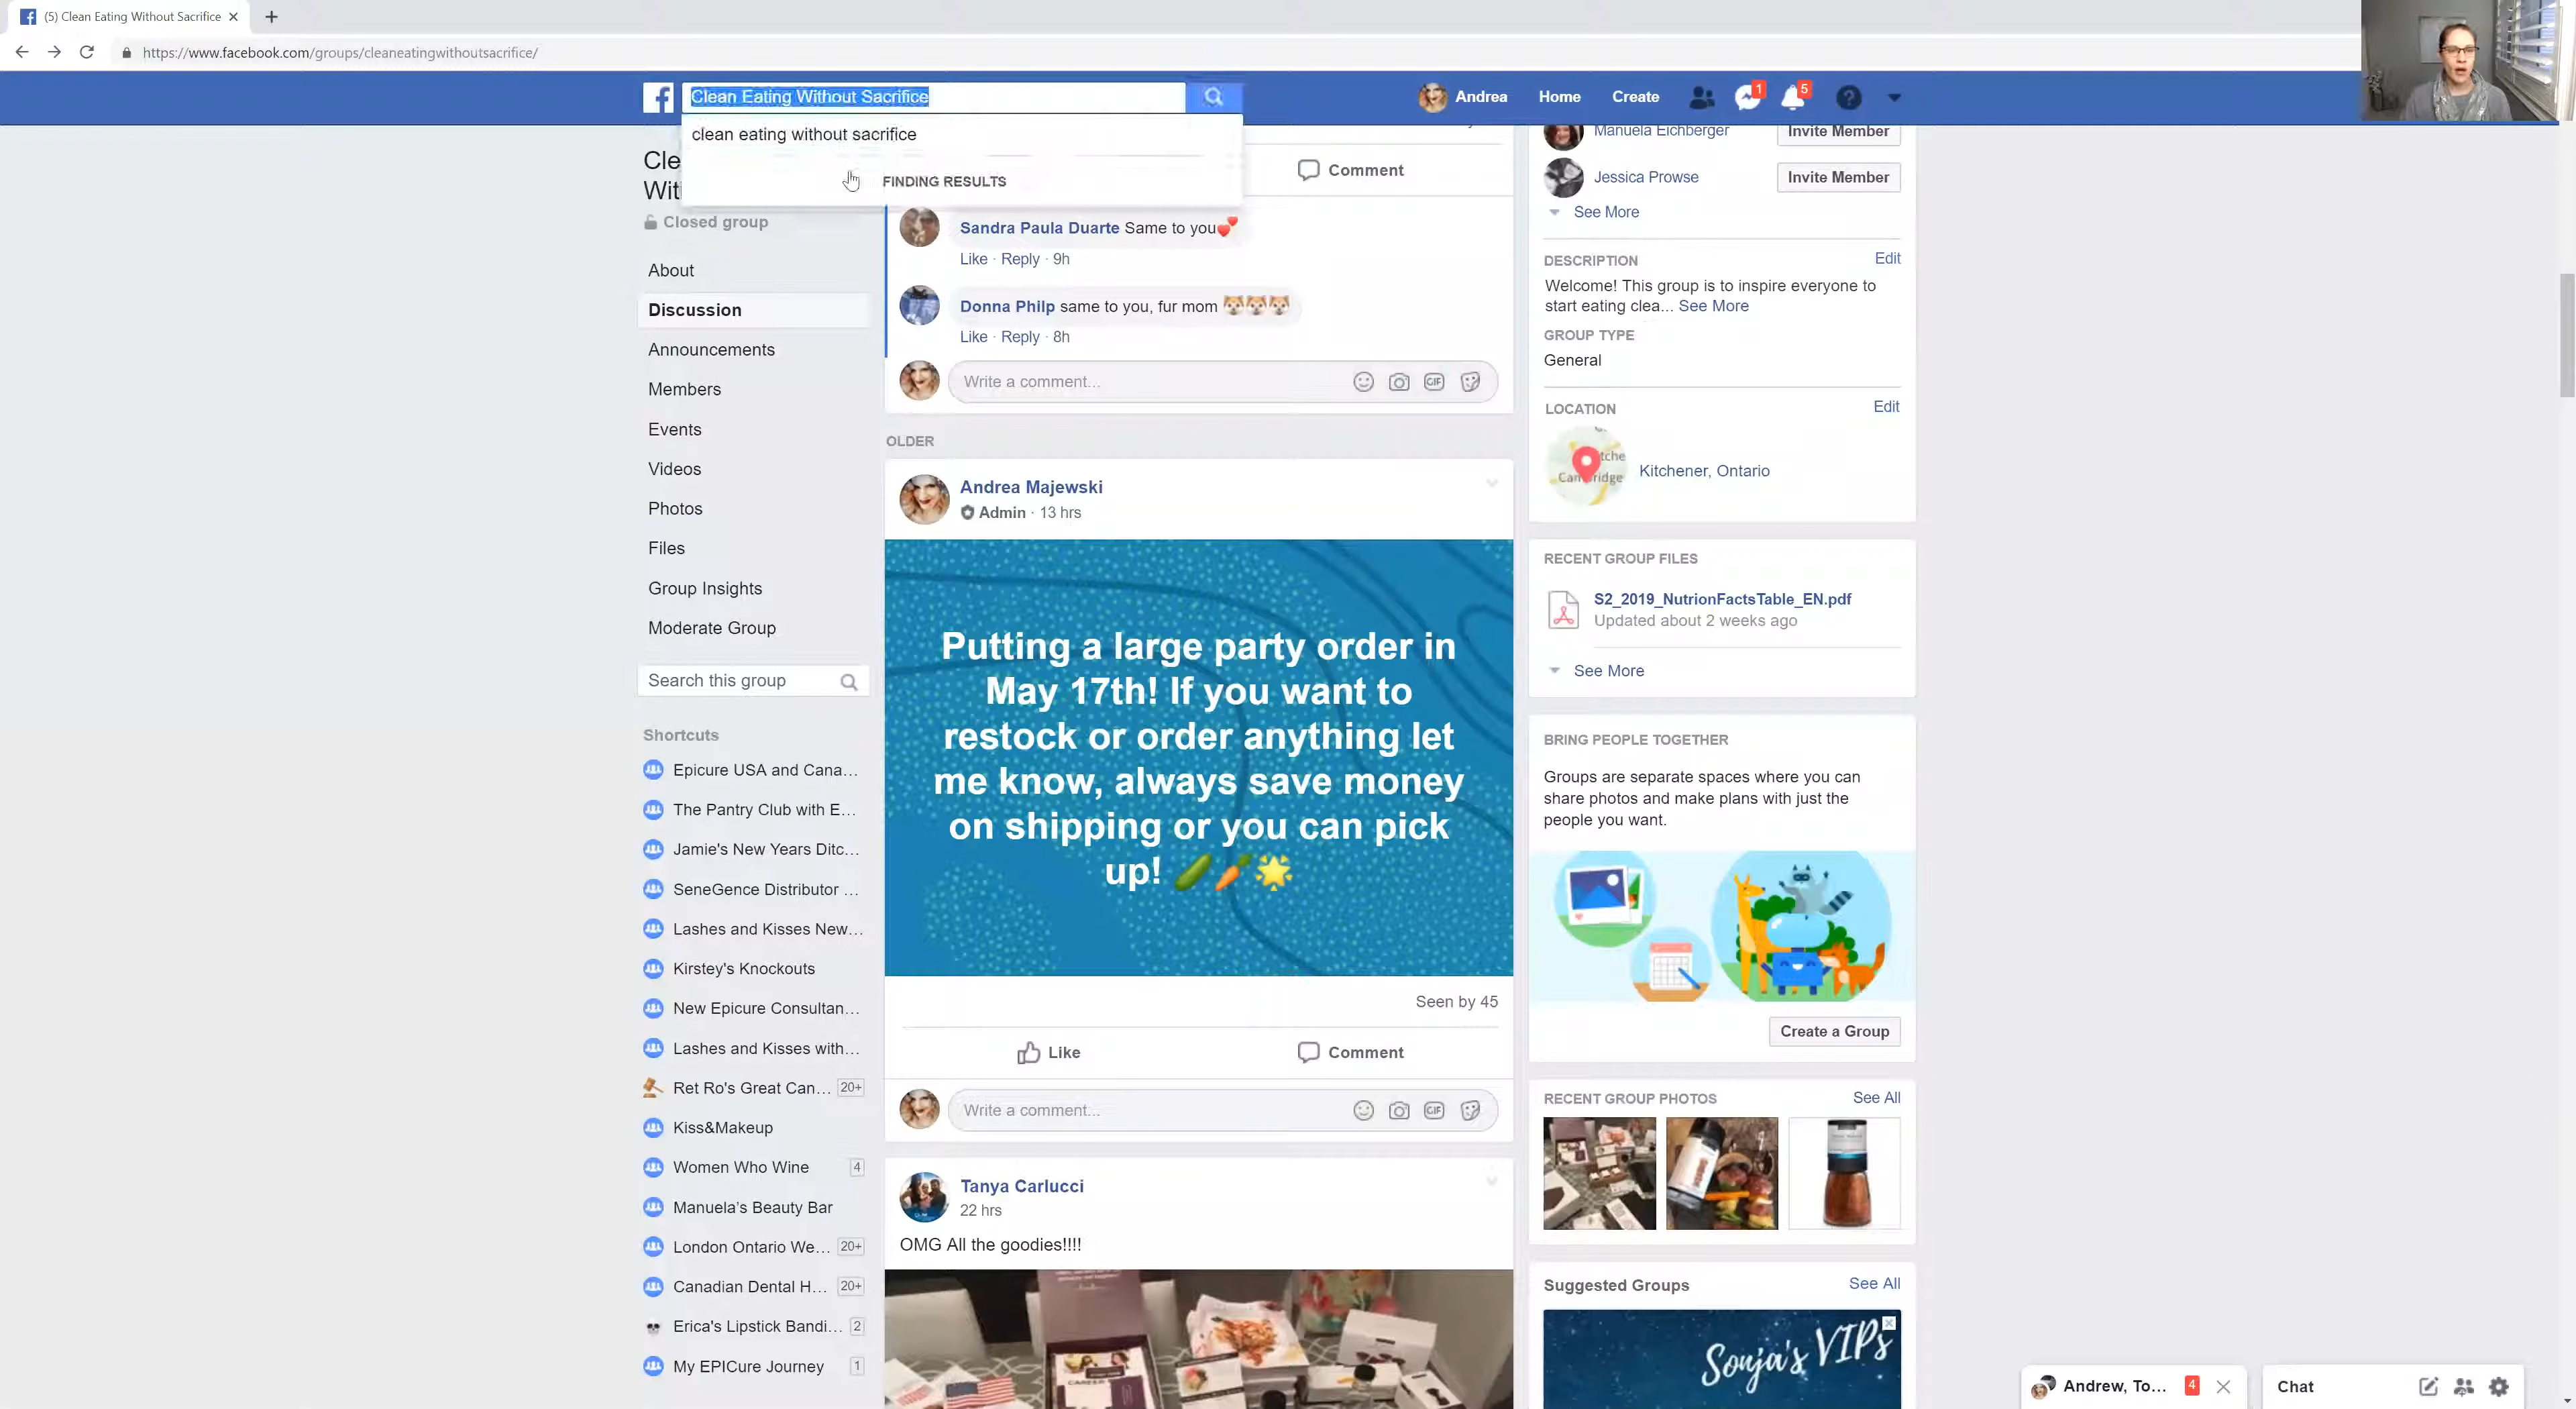 (5) Clean Eating Without Sacrifice
https://www.facebook.com/groups/cleaneatingwithoutsacrifice/
Clean Eating Without Sacrifice
Andrea
Home
Create
1
5
clean eating without sacrifice
FINDING RESULTS
Cle
Wit
Closed group
About
Discussion
Announcements
Members
Events
Videos
Photos
Files
Group Insights
Moderate Group
Search this group
Shortcuts
Epicure USA and Cana...
The Pantry Club with E...
Jamie's New Years Ditc...
SeneGence Distributor ...
Lashes and Kisses New...
Kirstey's Knockouts
New Epicure Consultan...
Lashes and Kisses with...
Ret Ro's Great Can... 20+
Kiss&Makeup
Women Who Wine 4
Manuela's Beauty Bar
London Ontario We... 20+
Canadian Dental H... 20+
Erica's Lipstick Bandi... 2
My EPICure Journey 1
Comment
Sandra Paula Duarte Same to you💕
Like · Reply · 9h
Donna Philp same to you, fur mom 🐱🐱🐱
Like · Reply · 8h
Write a comment...
GIF
OLDER
Andrea Majewski
Admin · 13 hrs
Putting a large party order in
May 17th! If you want to
restock or order anything let
me know, always save money
on shipping or you can pick
up! 🥒🥕🌟
Seen by 45
Like
Comment
Write a comment...
GIF
Tanya Carlucci
22 hrs
OMG All the goodies!!!!
Manuela Eichberger
Invite Member
Jessica Prowse
Invite Member
See More
DESCRIPTION
Edit
Welcome! This group is to inspire everyone to
start eating clea... See More
GROUP TYPE
General
LOCATION
Edit
Kitchener, Ontario
RECENT GROUP FILES
S2_2019_NutrionFactsTable_EN.pdf
Updated about 2 weeks ago
See More
BRING PEOPLE TOGETHER
Groups are separate spaces where you can
share photos and make plans with just the
people you want.
Create a Group
RECENT GROUP PHOTOS
See All
Suggested Groups
See All
Sonja's VIPs
Andrew, To... 4
Chat